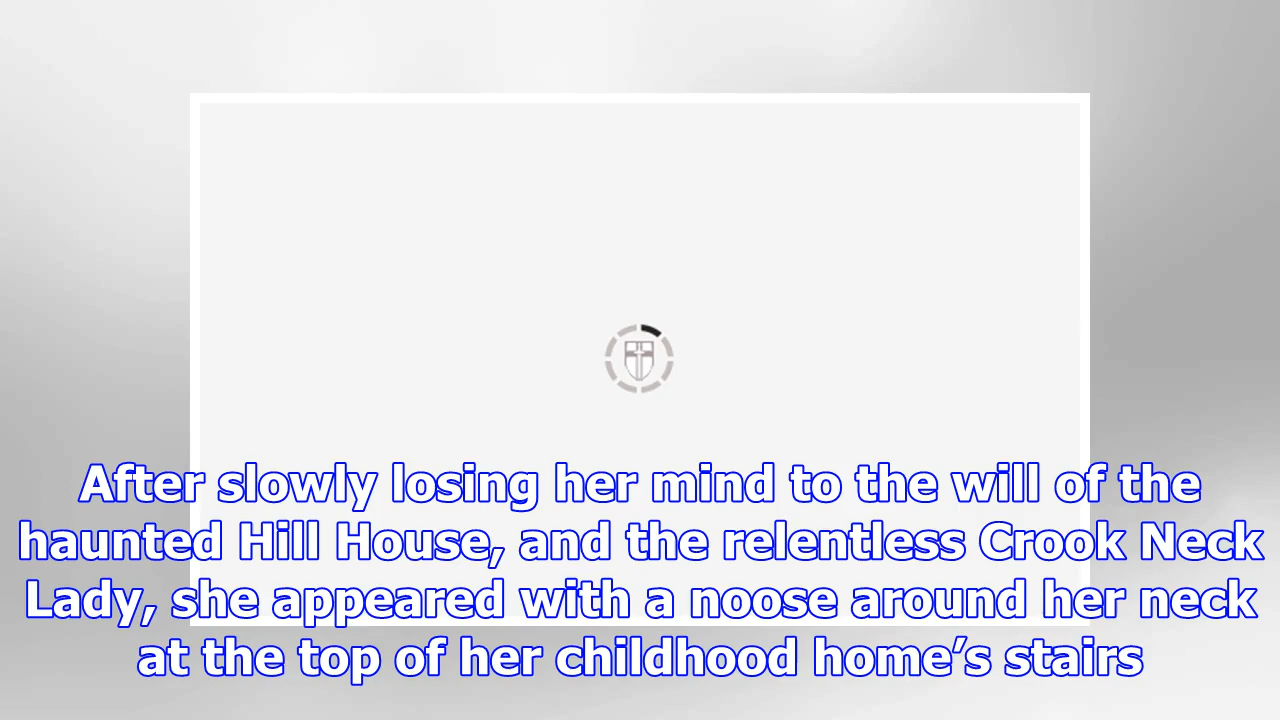 After slowly losing her mind to the will of the
haunted Hill House, and the relentless Crook Neck
Lady, she appeared with a noose around her neck
at the top of her childhood home’s stairs